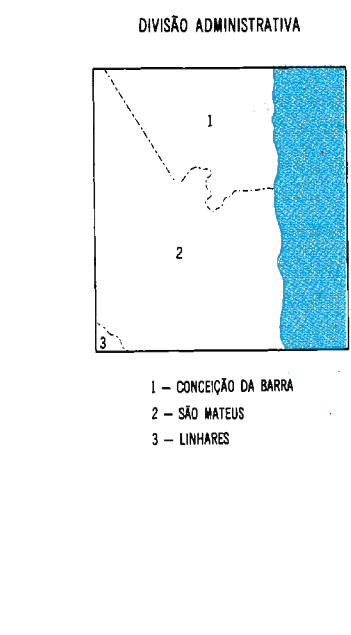 DIVISÃO ADMINISTRATIVA
1
2
3
1 – CONCEIÇÃO DA BARRA
2 – SÃO MATEUS
3 – LINHARES